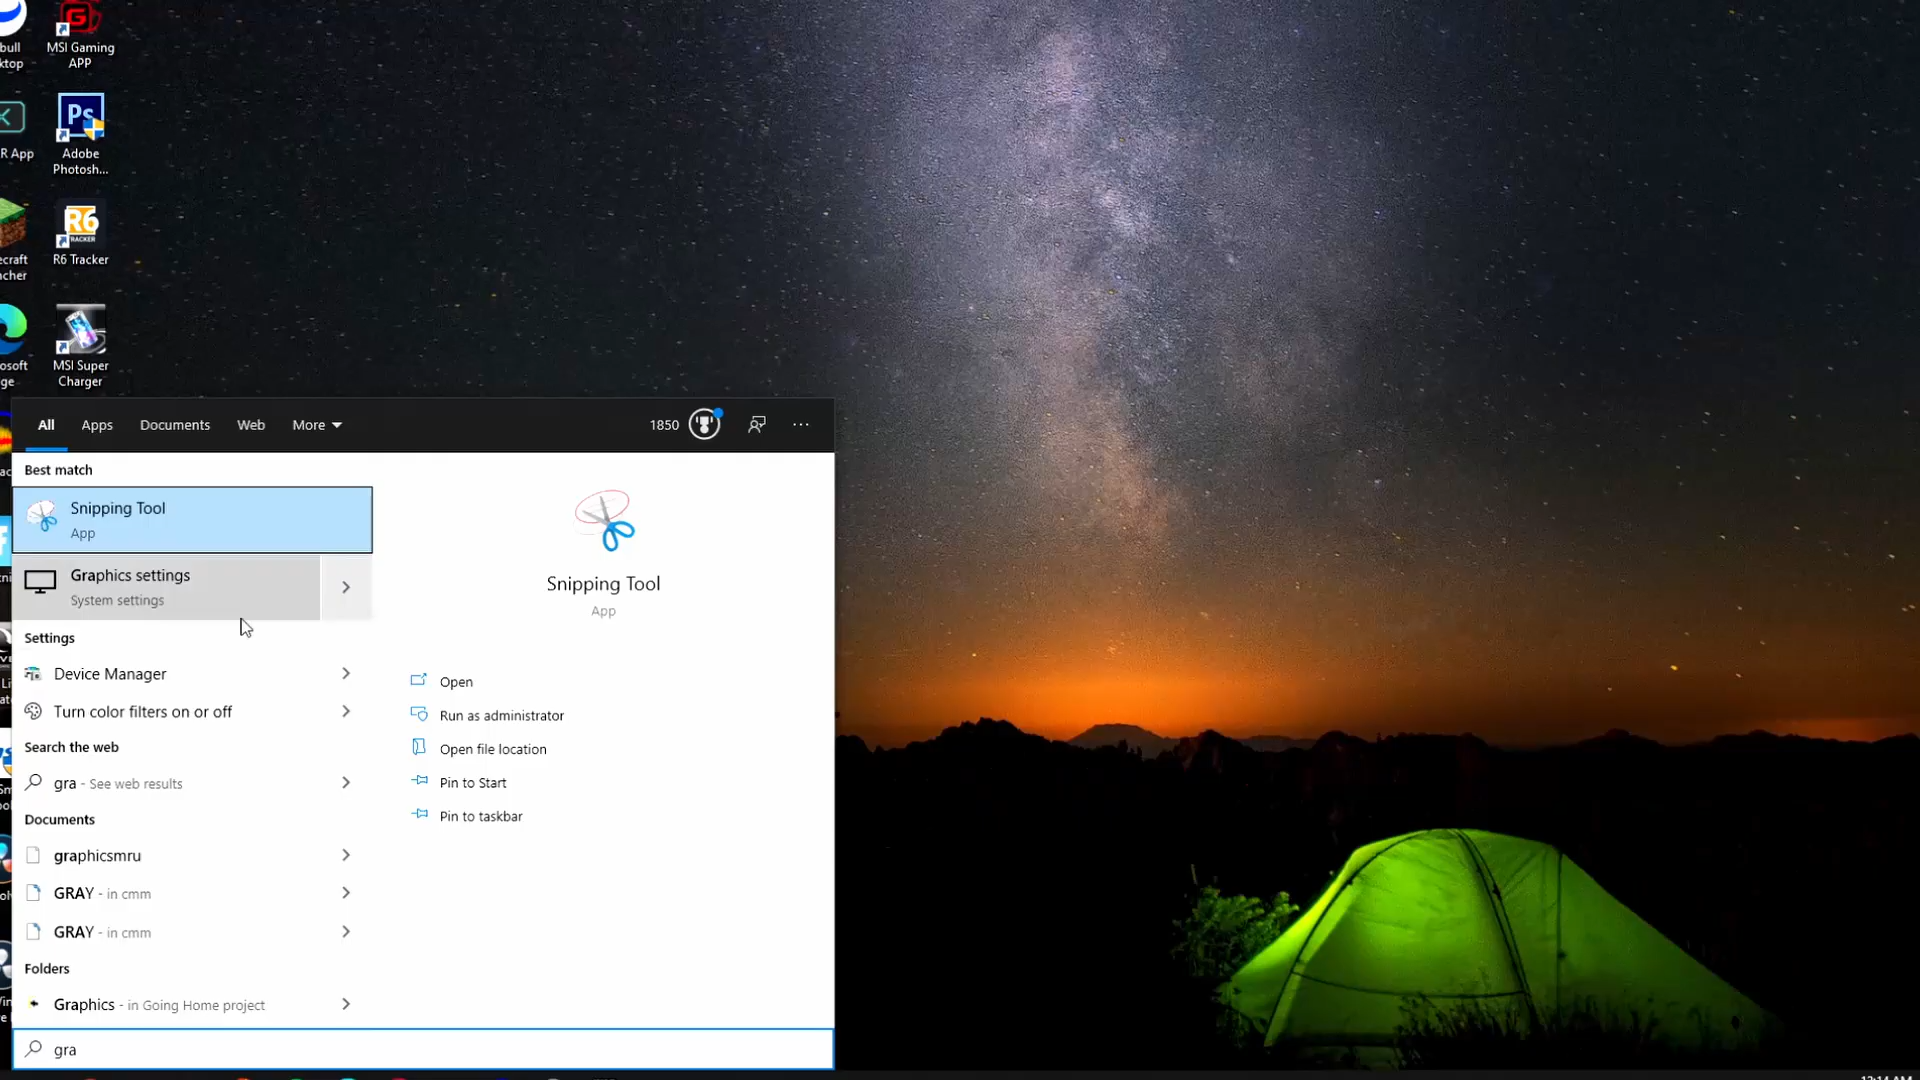 bull
ktop
MSI Gaming
APP
R App
Ps
Adobe
Photosh...
ecraft
ncher
R6
TRACKER
R6 Tracker
osoft
ge
MSI Super
Charger
All
Apps
Documents
Web
More
1850
...
Best match
Snipping Tool
App
Graphics settings
System settings
Settings
Device Manager
Turn color filters on or off
Search the web
gra - See web results
Documents
graphicsmru
GRAY - in cmm
GRAY - in cmm
Folders
Graphics - in Going Home project
gra
Snipping Tool
App
Open
Run as administrator
Open file location
Pin to Start
Pin to taskbar